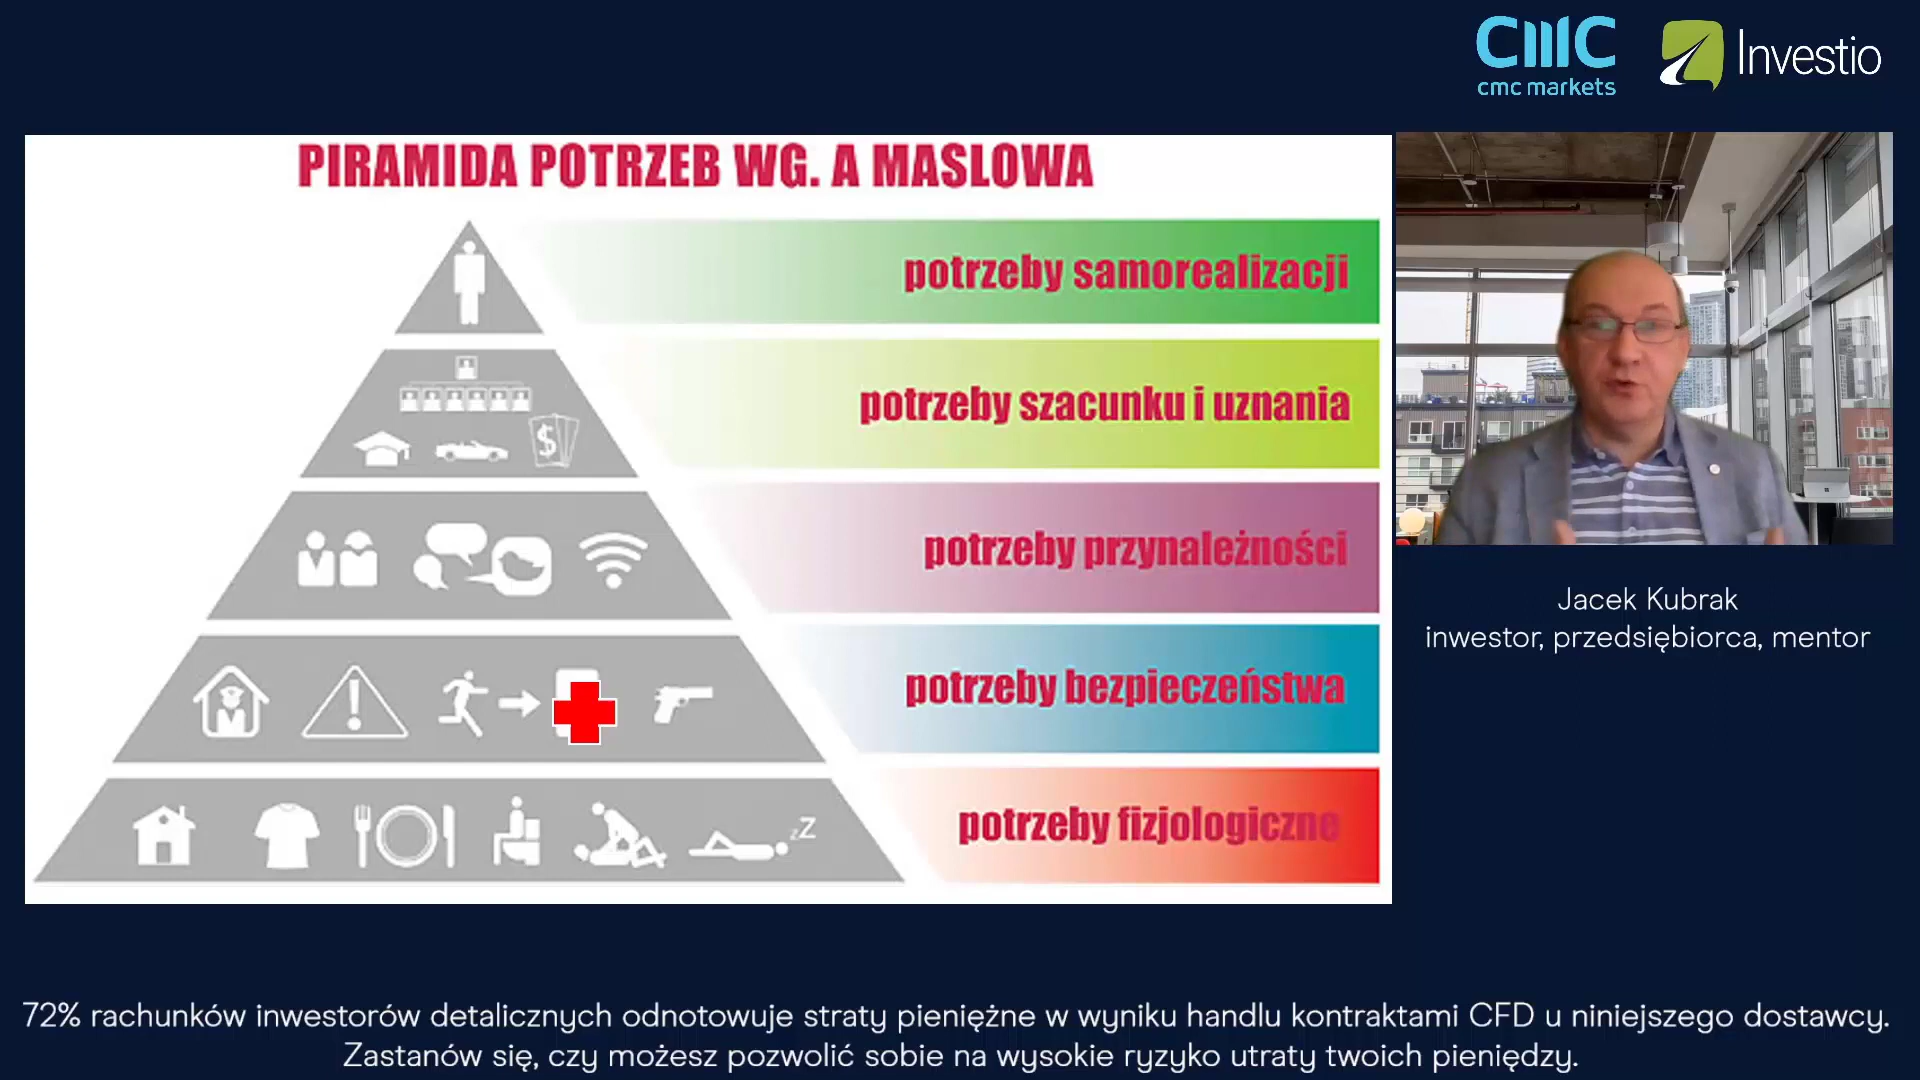 CMC
cmc markets
Investio
PIRAMIDA POTRZEB WG. A MASLOWA
potrzeby samorealizacji
$
potrzeby szacunku i uznania
potrzeby przynależności
!
potrzeby bezpieczeństwa
zZ
potrzeby fizjologiczne
Jacek Kubrak
inwestor, przedsiębiorca, mentor
72% rachunków inwestorów detalicznych odnotowuje straty pieniężne w wyniku handlu kontraktami CFD u niniejszego dostawcy.
Zastanów się, czy możesz pozwolić sobie na wysokie ryzyko utraty twoich pieniędzy.